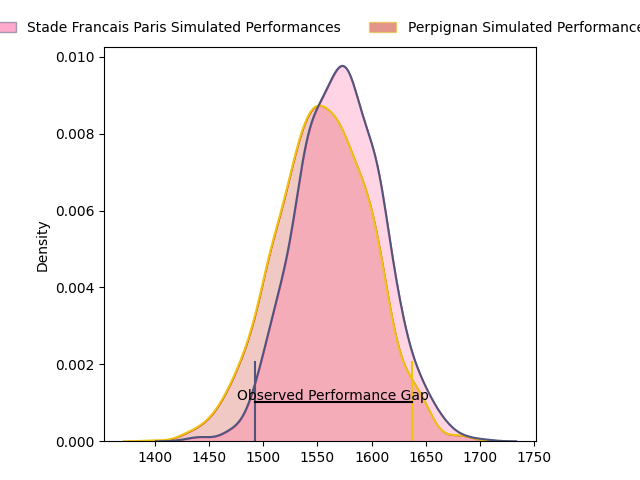 Stade Francais Paris Simulated Performances
Perpignan Simulated Performance
0.010
0.008
0.006
0.004
0.002
0.000
Density
Observed Performance Gap
1400 1450 1500 1550 1600 1650 1700 1750